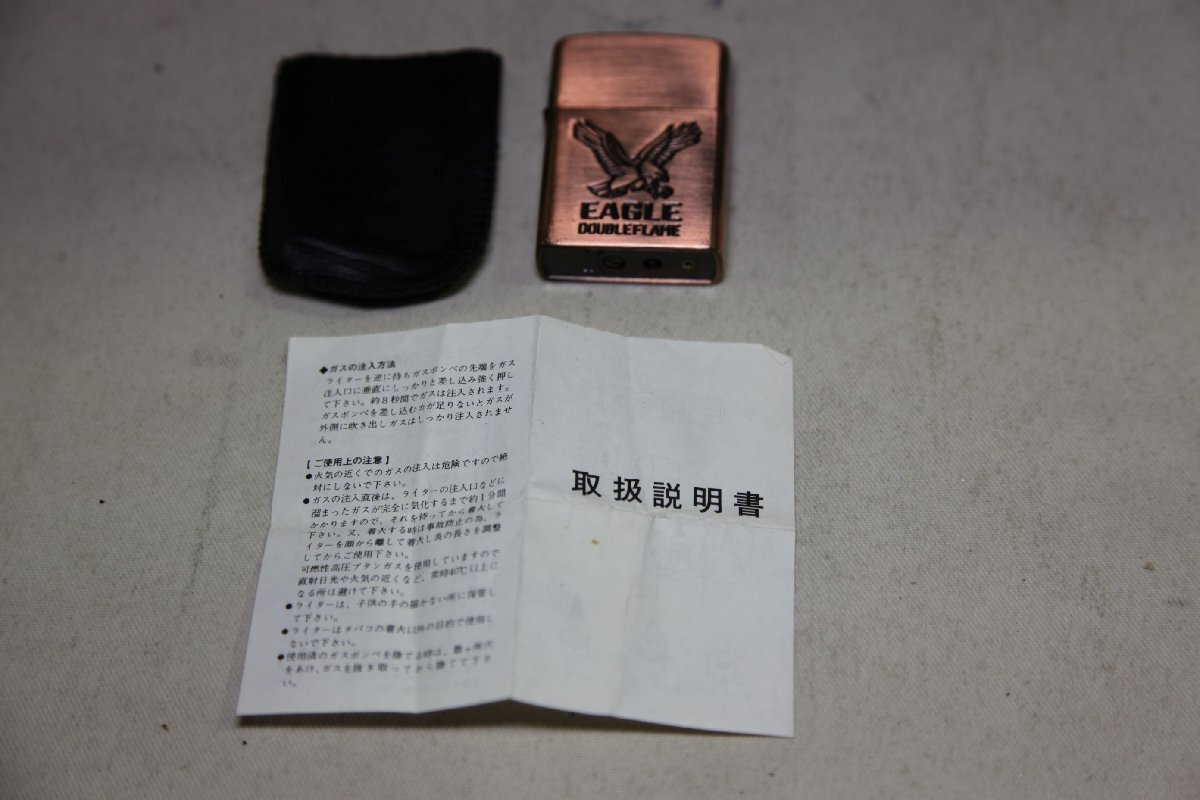 EAGLE
DOUBLEFLAME
◆ガスの注入方法
ライターを逆に持ちガスボンベの先端をガス
注入口に垂直にしっかりと差し込み強く押し
て下さい。約8秒間でガスは注入されます。
ガスボンベを差し込む力が足りないとガスが
外側に吹き出しガスはしっかり注入されませ
ん。
【ご使用上の注意】
●火気の近くでのガスの注入は危険ですので絶
対にしないで下さい。
●ガスの注入直後は、ライターの注入口などに
溜まったガスが完全に気化するまで約1分間
かかりますので、それを待ってから着火して
下さい。又、着火する時は事故防止の為、ラ
イターを顔から離して着火し炎の長さを調整
してからご使用下さい。
可燃性高圧ブタンガスを使用していますので
直射日光や火気の近くなど、常時40℃以上に
なる所は避けて下さい。
●ライターは、子供の手の届かない所に保管し
て下さい。
●ライターはタバコの着火以外の目的で使用し
ないで下さい。
●使用済のガスボンベを捨てる時は、数ヶ所穴
をあけ、ガスを抜き取ってから捨てて下さ
い。
取扱説明書